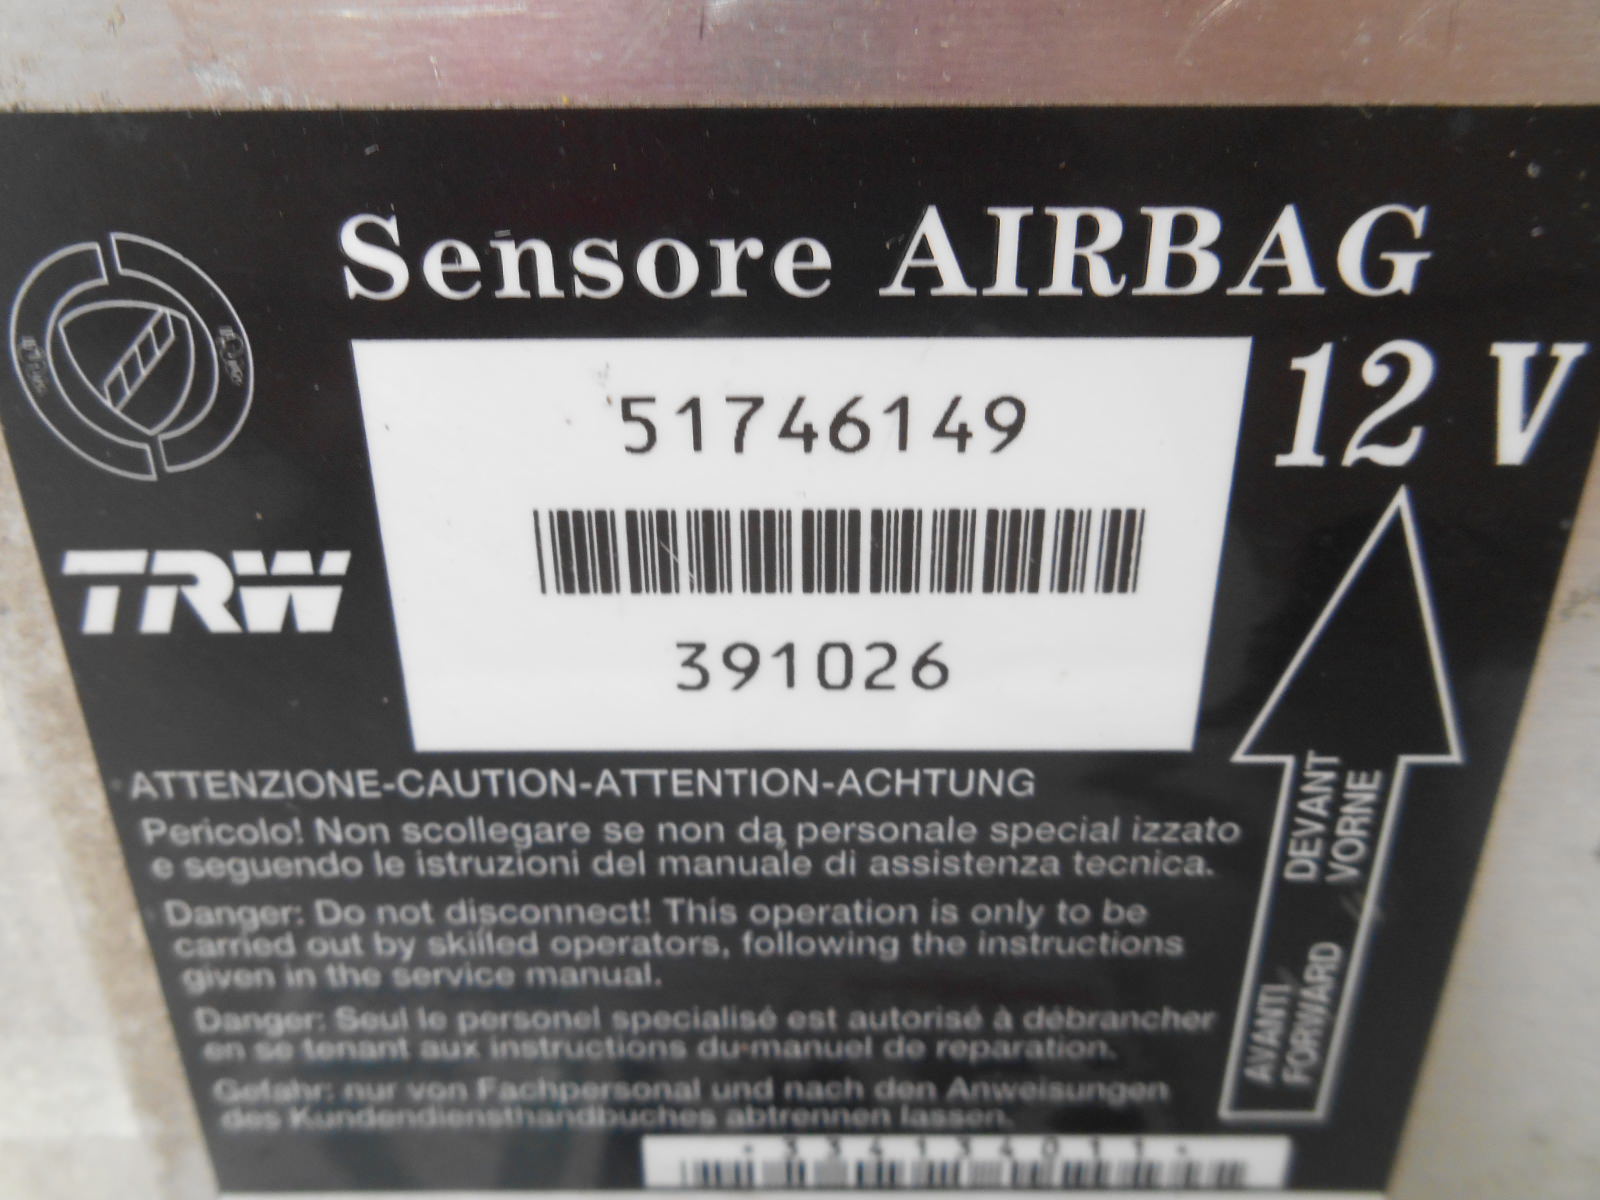 Sensore AIRBAG
12 V
51746149
TRW
391026
ATTENZIONE-CAUTION-ATTENTION-ACHTUNG
Pericolo! Non scollegare se non da personale special izzato
e seguendo le istruzioni del manuale di assistenza tecnica.
Danger: Do not disconnect! This operation is only to be
carried out by skilled operators, following the instructions
given in the service manual.
Danger: Seul le personel specialisé est autorisé à débrancher
en se tenant aux instructions du manuel de reparation.
Gefahr: nur von Fachpersonal und nach den Anweisungen
des Kundendiensthandbuches abtrennen lassen.
AVANTI DEVANT
FORWARD VORNE